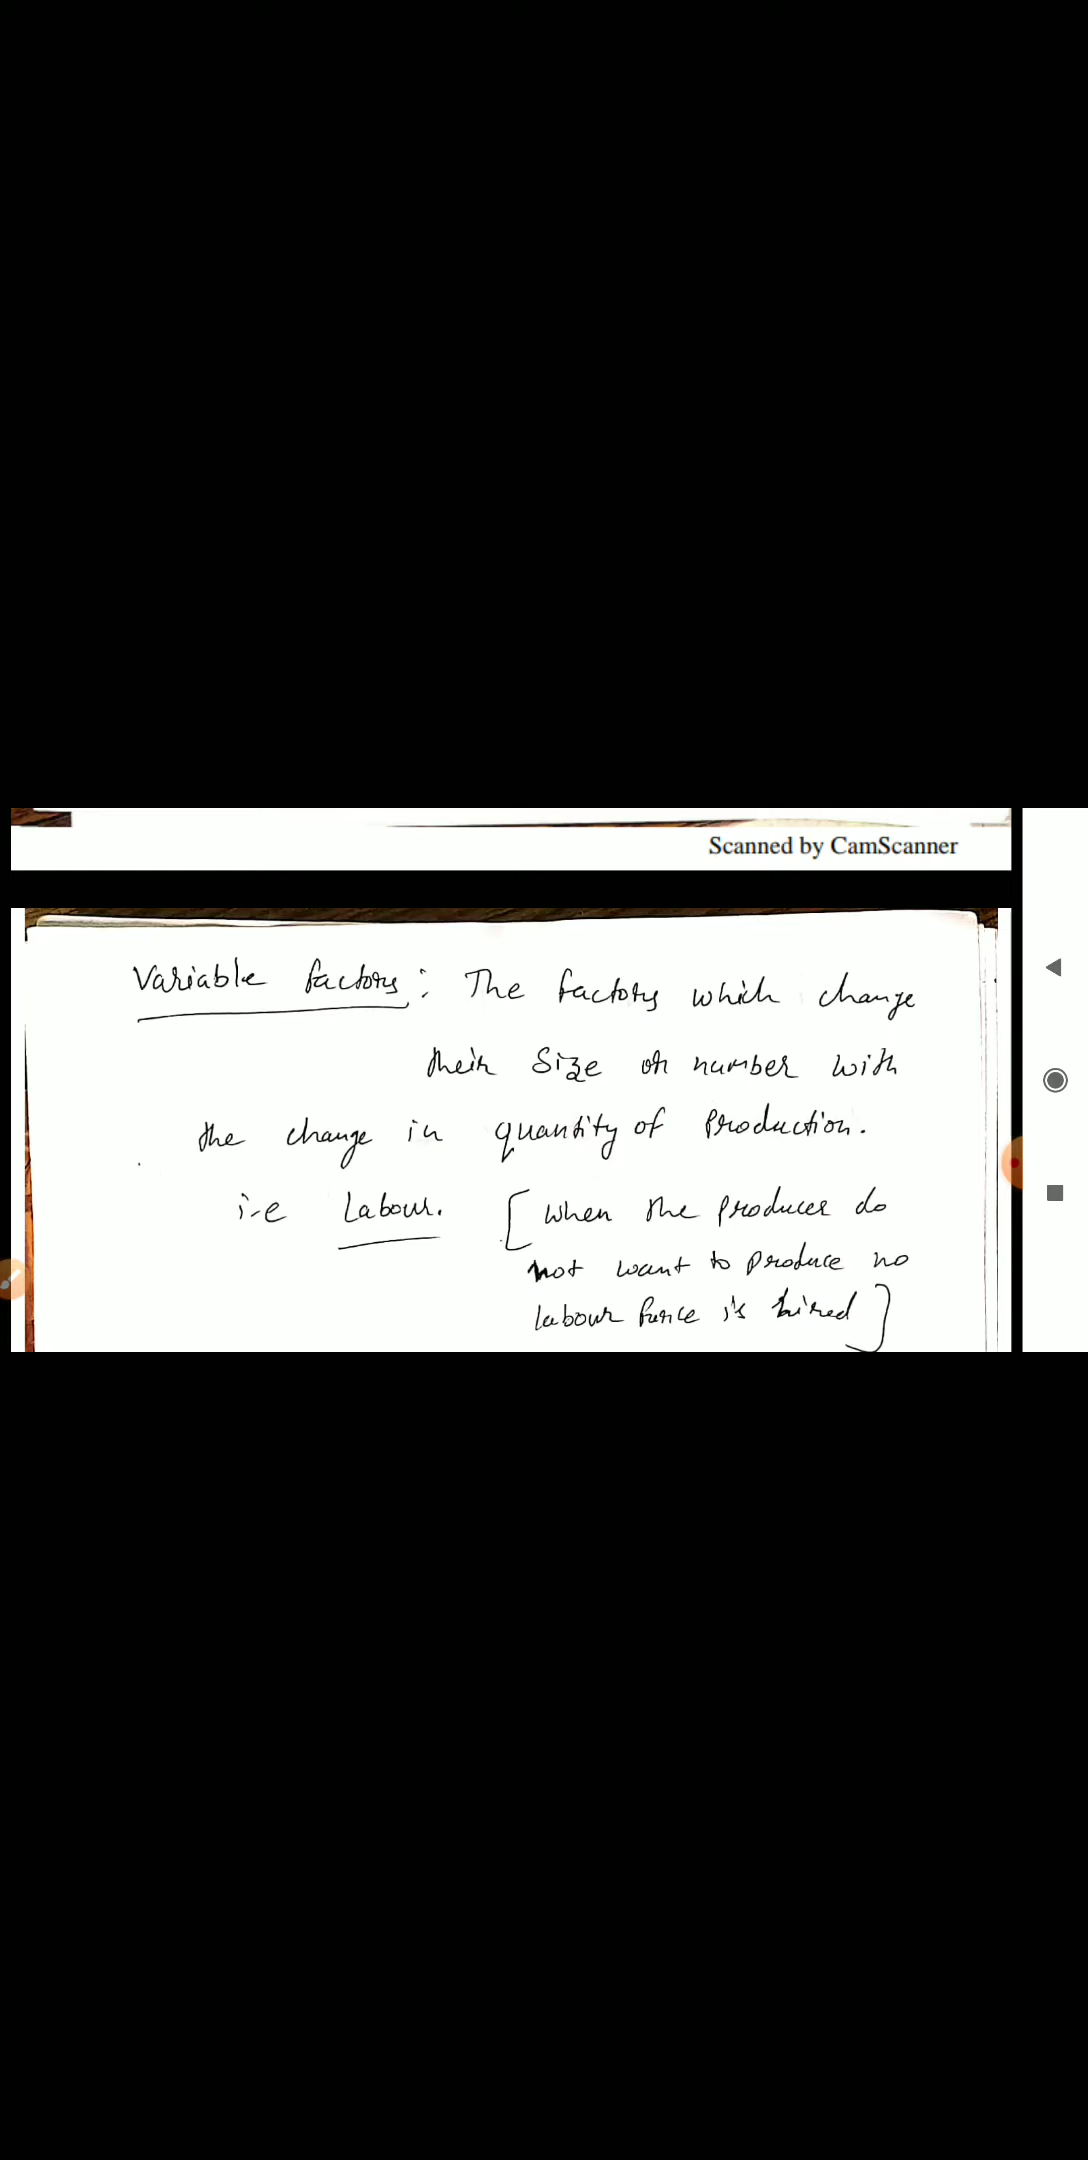 Scanned by CamScanner
Variable factors : The factors which change
their size or number with
the change in quantity of production.
i-e Labour. [ when the producer do
not want to produce no
labour force is hired ]